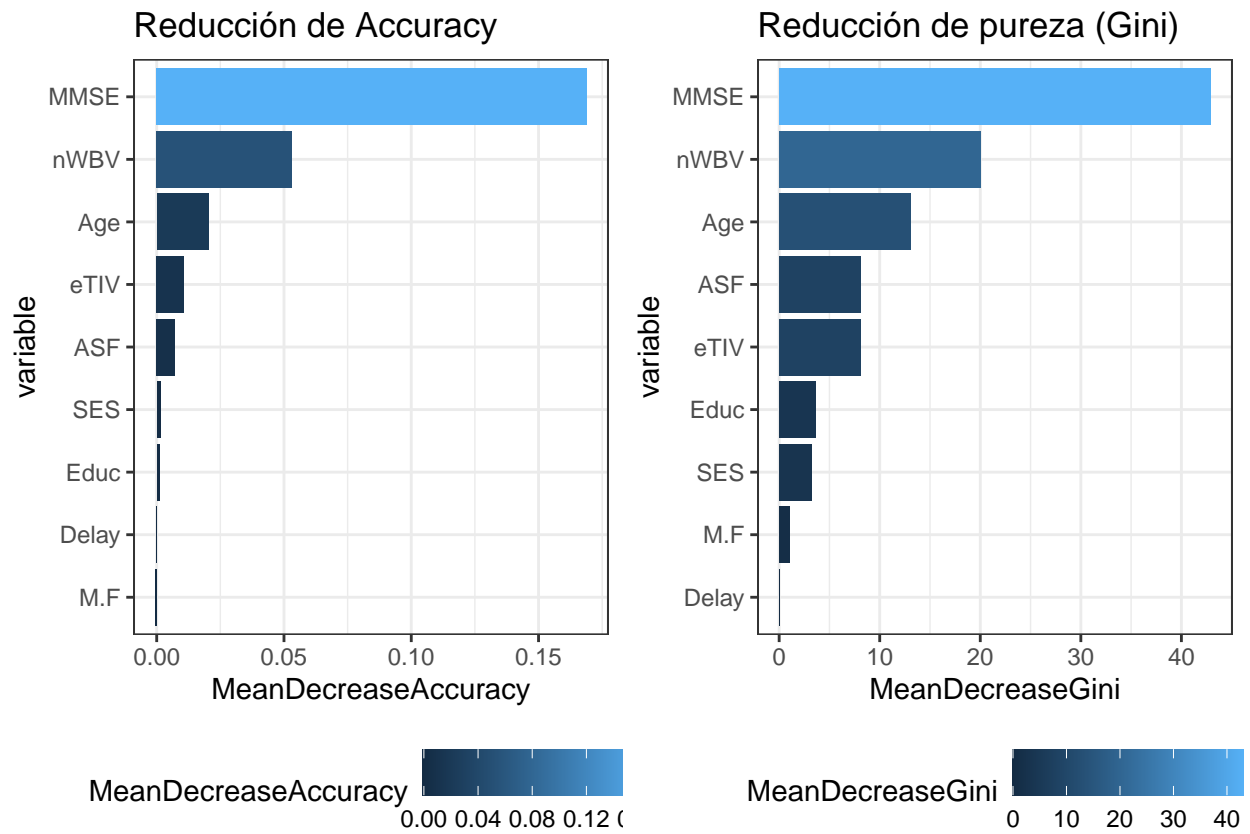 Reducción de Accuracy
MMSE
nWBV
Age
eTIV
ASF
SES
Educ
Delay
M.F
variable
0.00 0.05 0.10 0.15
MeanDecreaseAccuracy
MeanDecreaseAccuracy
0.00 0.04 0.08 0.12
Reducción de pureza (Gini)
MMSE
nWBV
Age
ASF
eTIV
Educ
SES
M.F
Delay
variable
0 10 20 30 40
MeanDecreaseGini
MeanDecreaseGini
0 10 20 30 40